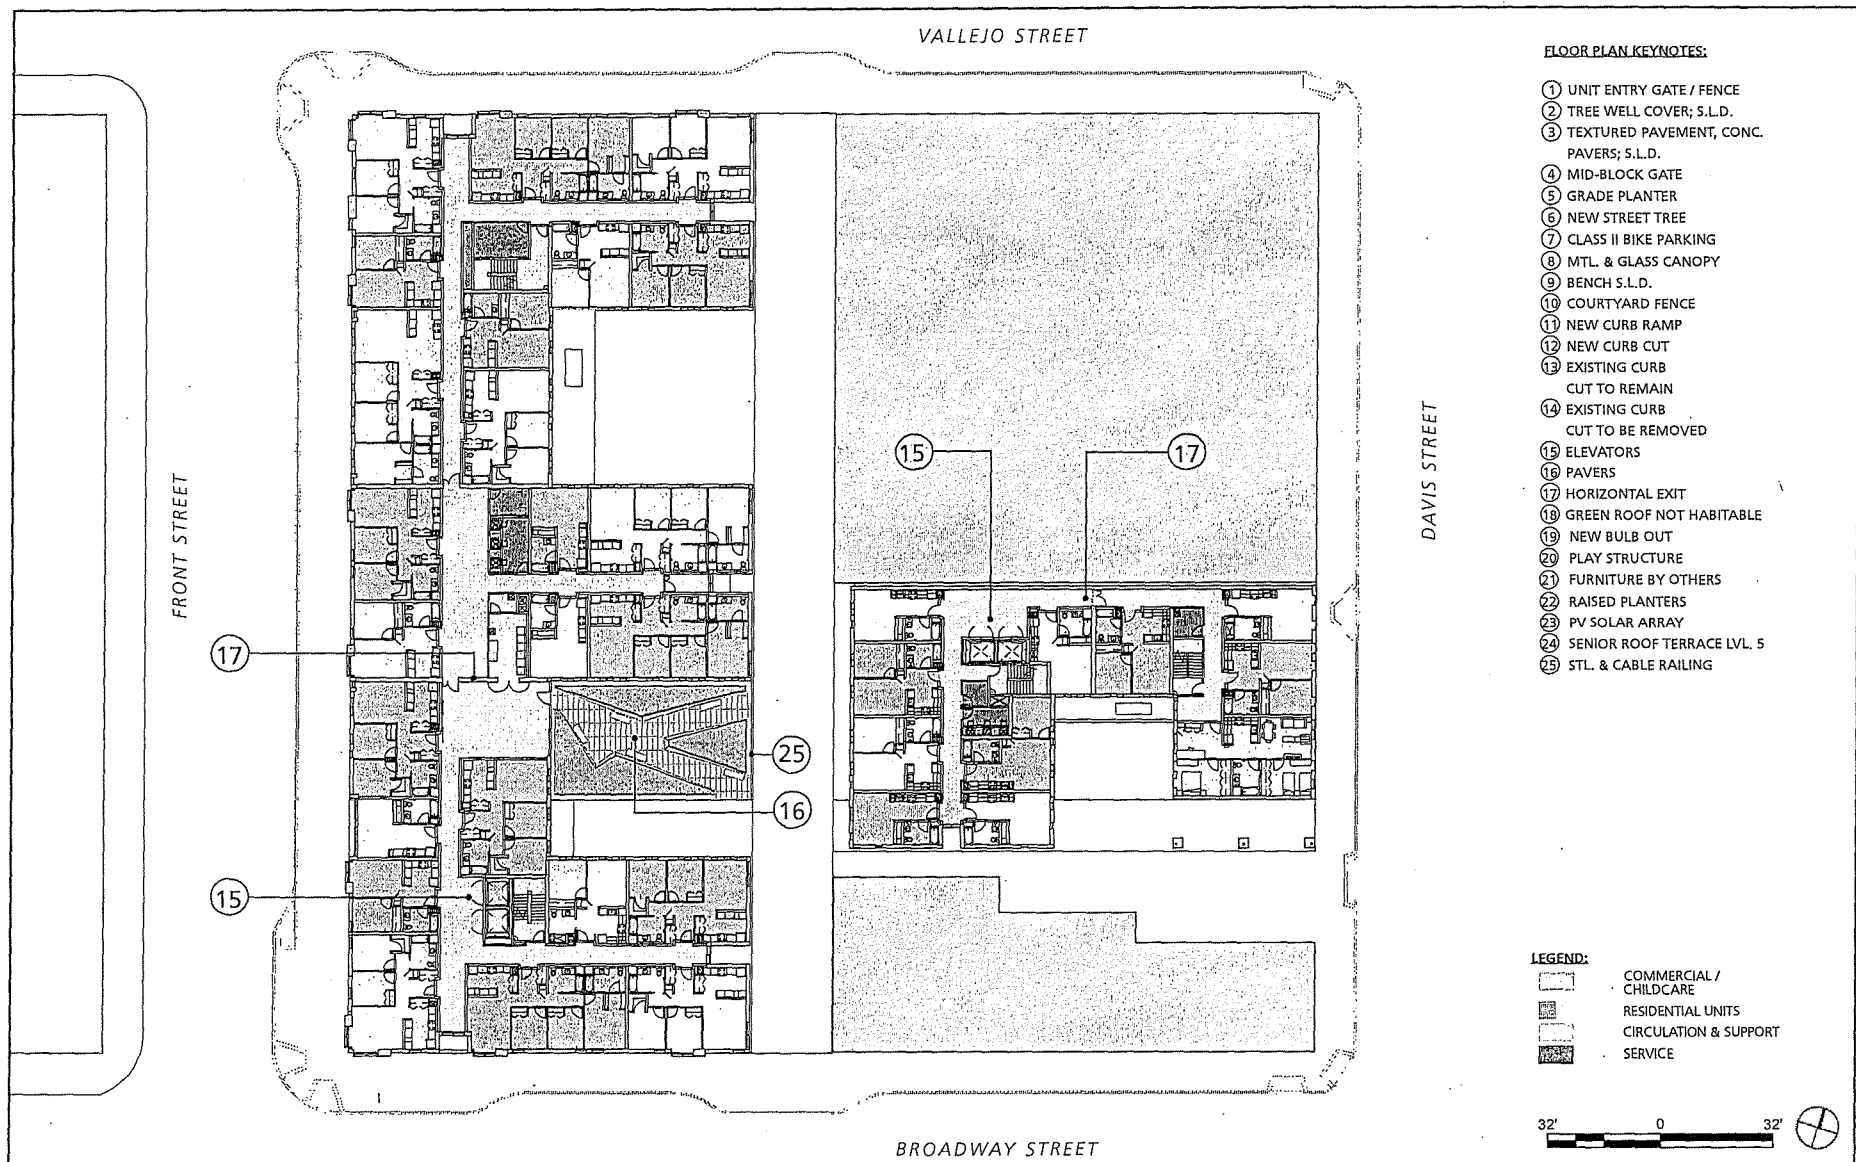 VALLEJO STREET
FRONT STREET
DAVIS STREET
BROADWAY STREET
15
17
17
25
16
15
FLOOR PLAN KEYNOTES:
1 UNIT ENTRY GATE / FENCE
2 TREE WELL COVER; S.L.D.
3 TEXTURED PAVEMENT, CONC.
PAVERS; S.L.D.
4 MID-BLOCK GATE
5 GRADE PLANTER
6 NEW STREET TREE
7 CLASS II BIKE PARKING
8 MTL. & GLASS CANOPY
9 BENCH S.L.D.
10 COURTYARD FENCE
11 NEW CURB RAMP
12 NEW CURB CUT
13 EXISTING CURB
CUT TO REMAIN
14 EXISTING CURB
CUT TO BE REMOVED
15 ELEVATORS
16 PAVERS
17 HORIZONTAL EXIT
18 GREEN ROOF NOT HABITABLE
19 NEW BULB OUT
20 PLAY STRUCTURE
21 FURNITURE BY OTHERS
22 RAISED PLANTERS
23 PV SOLAR ARRAY
24 SENIOR ROOF TERRACE LVL. 5
25 STL. & CABLE RAILING
LEGEND:
COMMERCIAL /
CHILDCARE
RESIDENTIAL UNITS
CIRCULATION & SUPPORT
SERVICE
32' 0 32'